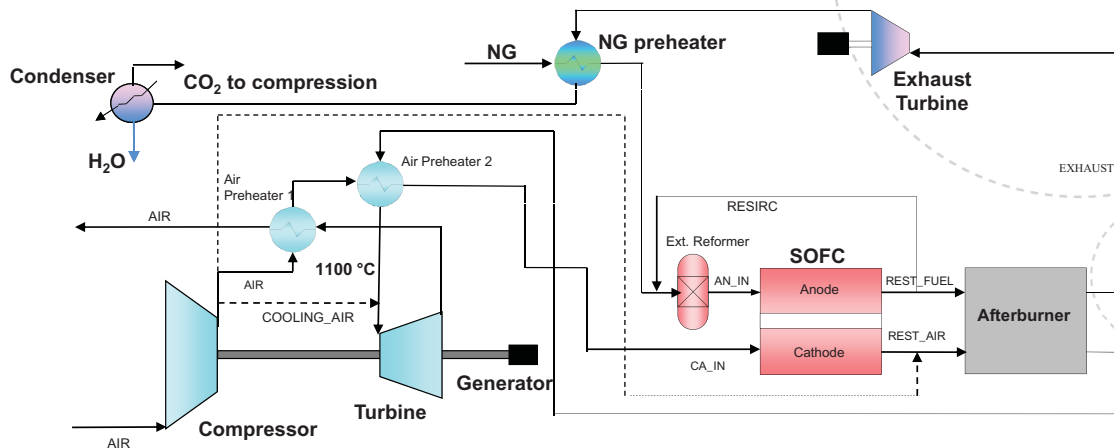 NG
NG preheater
Condenser
CO2 to compression
Exhaust
Turbine
H2O
Air
Preheater 1
Air Preheater 2
EXHAUST
AIR
RESIRC
Ext. Reformer
SOFC
1100 °C
AIR
COOLING_AIR
AN_IN
Anode
REST_FUEL
Afterburner
Cathode
REST_AIR
CA_IN
Generator
Turbine
Compressor
AIR